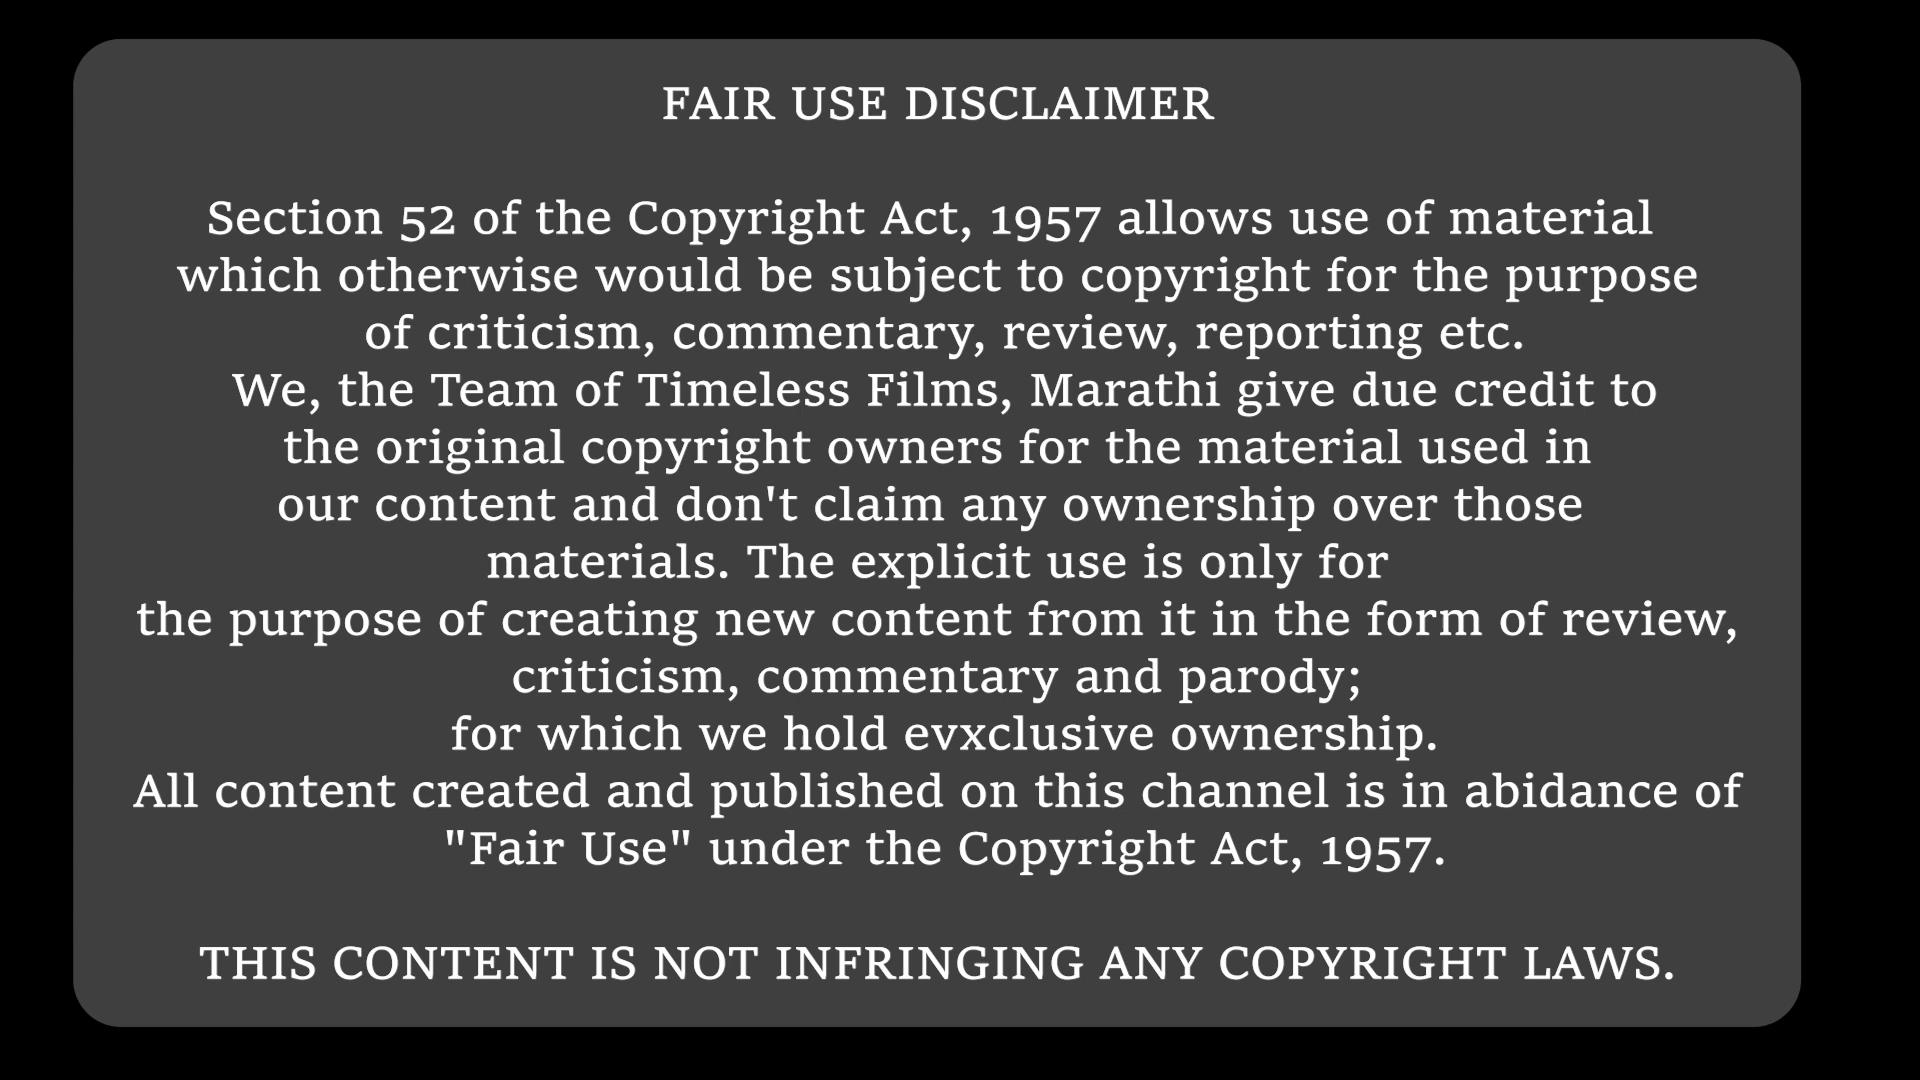 FAIR USE DISCLAIMER
Section 52 of the Copyright Act, 1957 allows use of material
which otherwise would be subject to copyright for the purpose
of criticism, commentary, review, reporting etc.
We, the Team of Timeless Films, Marathi give due credit to
the original copyright owners for the material used in
our content and don't claim any ownership over those
materials. The explicit use is only for
the purpose of creating new content from it in the form of review,
criticism, commentary and parody;
for which we hold evxclusive ownership.
All content created and published on this channel is in abidance of
"Fair Use" under the Copyright Act, 1957.
THIS CONTENT IS NOT INFRINGING ANY COPYRIGHT LAWS.